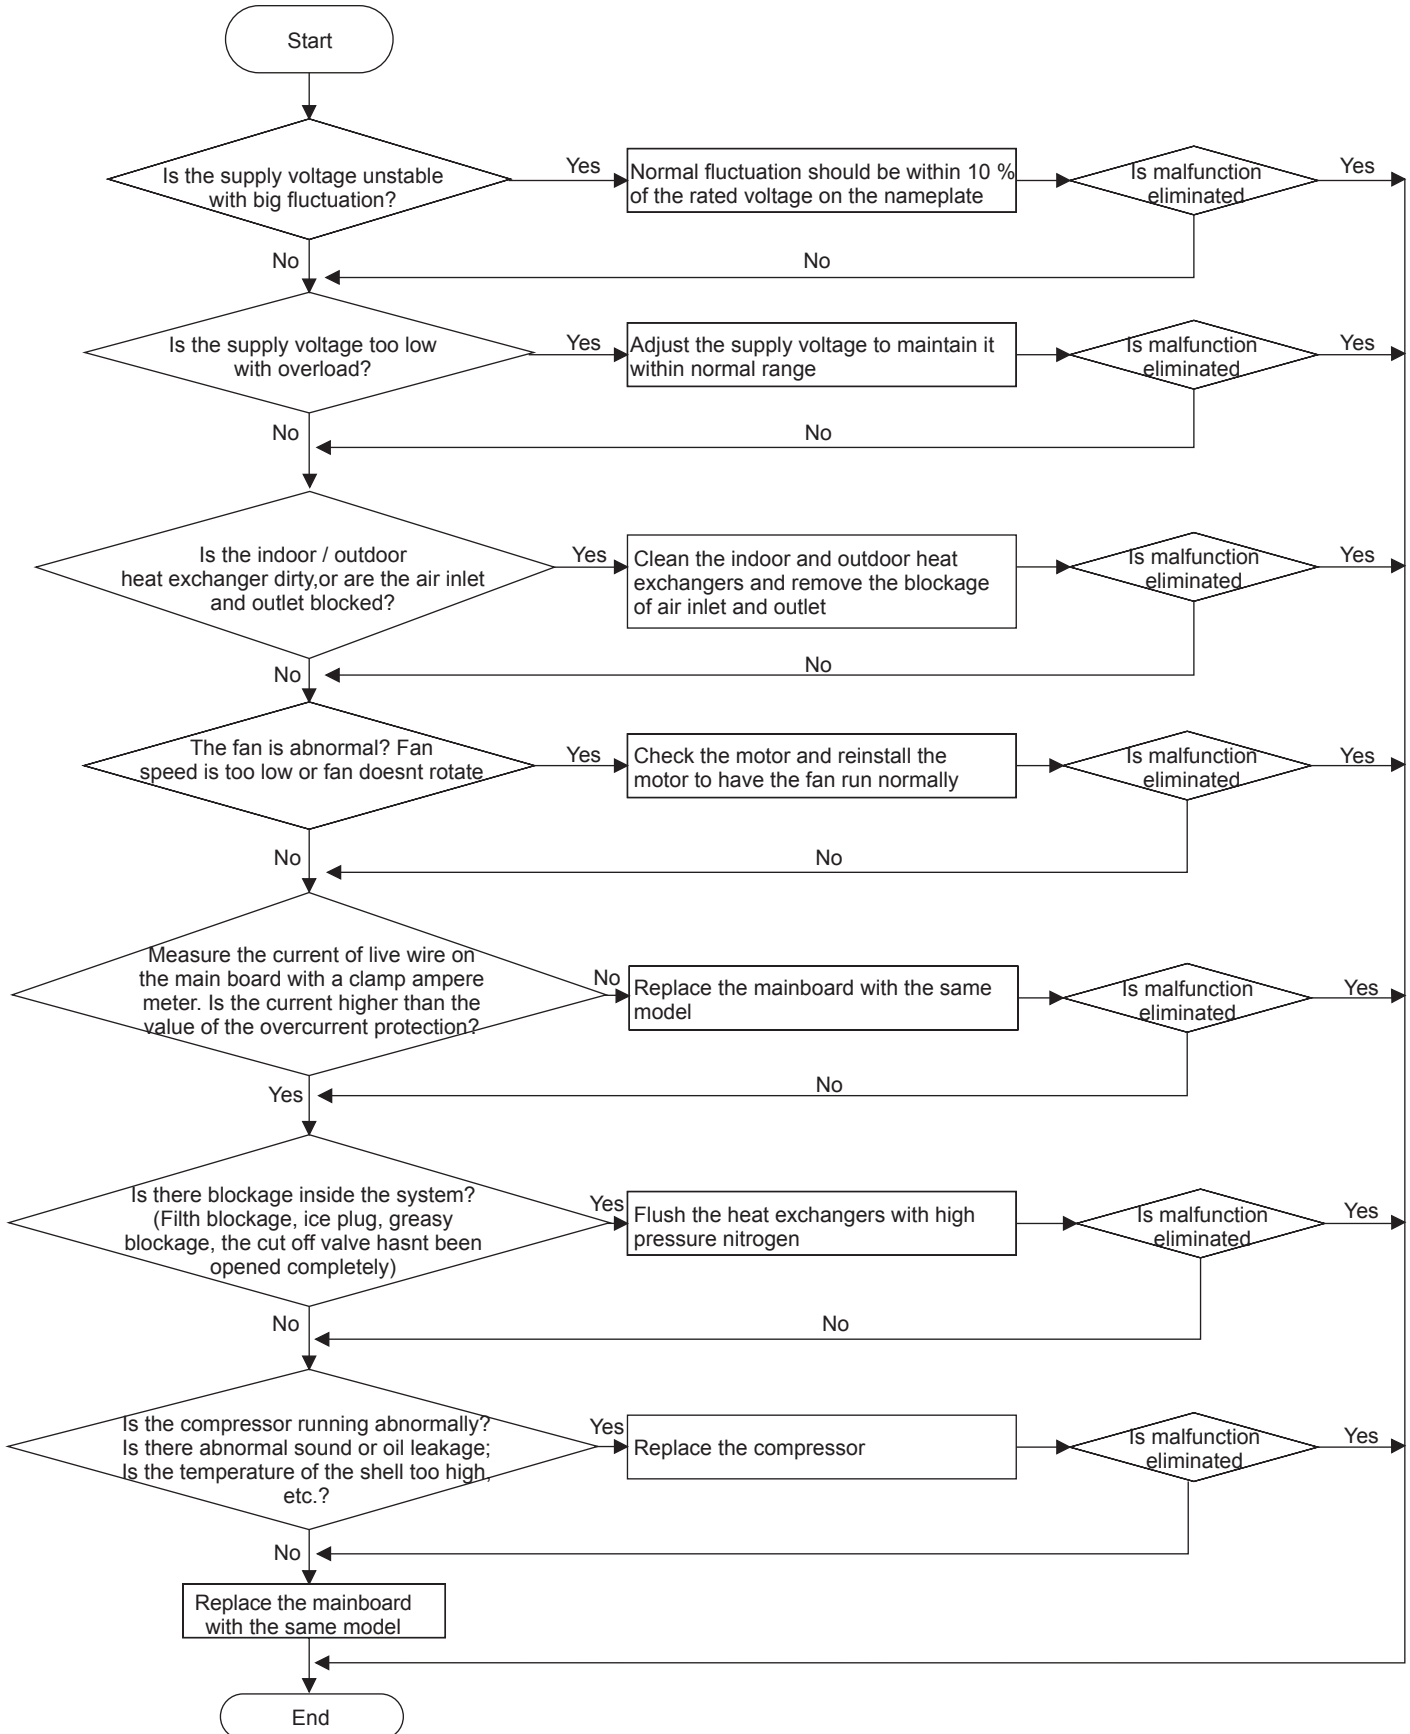 Start
Is the supply voltage unstable
with big fluctuation?
Yes
Normal fluctuation should be within 10 %
of the rated voltage on the nameplate
Is malfunction
eliminated
Yes
No
No
Is the supply voltage too low
with overload?
Yes
Adjust the supply voltage to maintain it
within normal range
Is malfunction
eliminated
Yes
No
No
Is the indoor / outdoor
heat exchanger dirty,or are the air inlet
and outlet blocked?
Yes
Clean the indoor and outdoor heat
exchangers and remove the blockage
of air inlet and outlet
Is malfunction
eliminated
Yes
No
No
The fan is abnormal? Fan
speed is too low or fan doesnt rotate
Yes
Check the motor and reinstall the
motor to have the fan run normally
Is malfunction
eliminated
Yes
No
No
Measure the current of live wire on
the main board with a clamp ampere
meter. Is the current higher than the
value of the overcurrent protection?
No
Replace the mainboard with the same
model
Is malfunction
eliminated
Yes
Yes
No
Is there blockage inside the system?
(Filth blockage, ice plug, greasy
blockage, the cut off valve hasnt been
opened completely)
Yes
Flush the heat exchangers with high
pressure nitrogen
Is malfunction
eliminated
Yes
No
No
Is the compressor running abnormally?
Is there abnormal sound or oil leakage;
Is the temperature of the shell too high,
etc.?
Yes
Replace the compressor
Is malfunction
eliminated
Yes
No
Replace the mainboard
with the same model
End